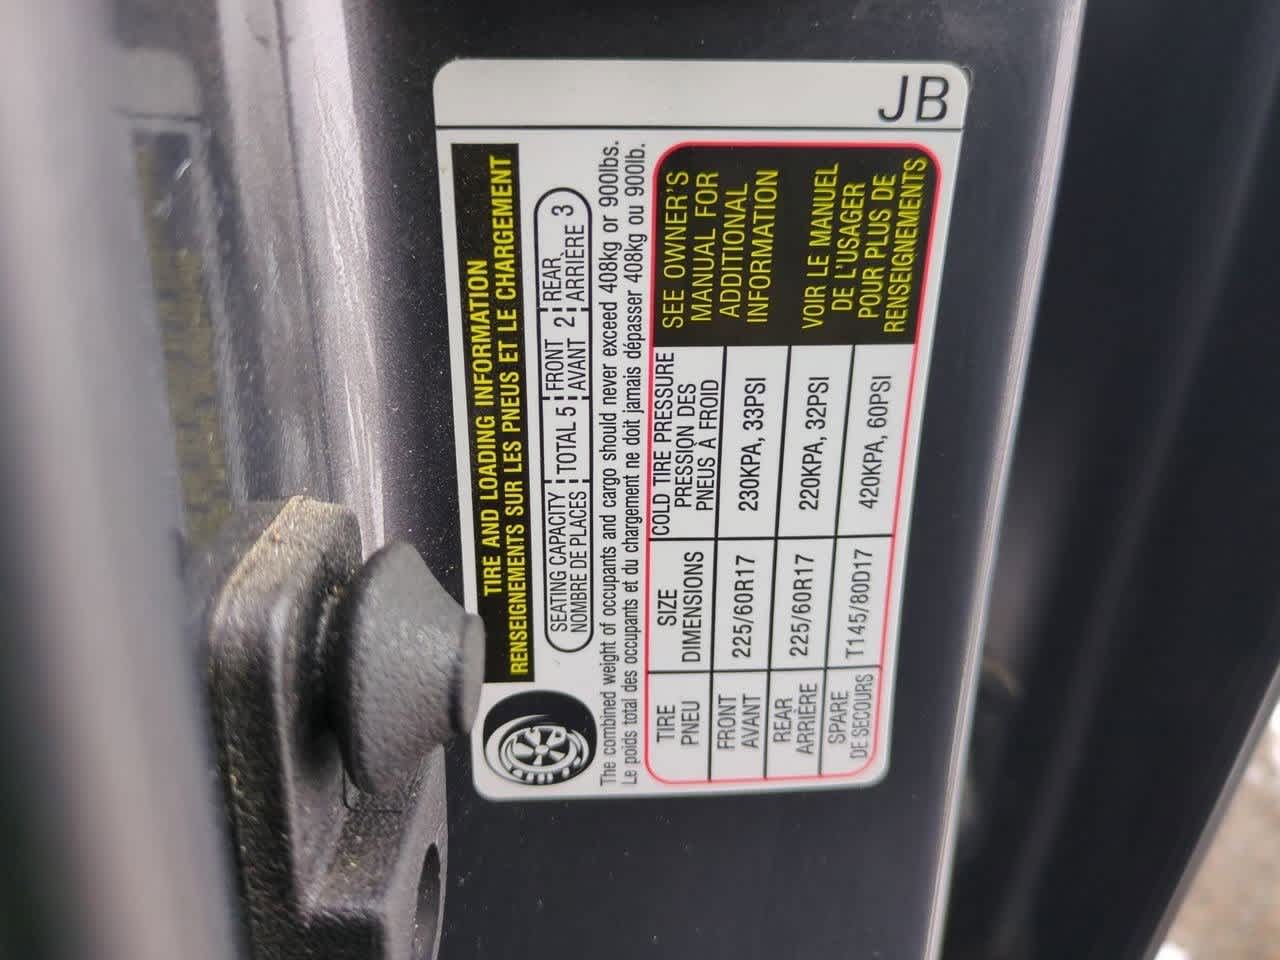 JB
TIRE AND LOADING INFORMATION
RENSEIGNEMENTS SUR LES PNEUS ET LE CHARGEMENT
SEATING CAPACITY TOTAL 5 FRONT 2 REAR 3
NOMBRE DE PLACES AVANT ARRIÈRE
The combined weight of occupants and cargo should never exceed 408kg or 900lbs.
Le poids total des occupants et du chargement ne doit jamais dépasser 408kg ou 900lb.
TIRE SIZE COLD TIRE PRESSURE
PNEU DIMENSIONS PRESSION DES
PNEUS À FROID
FRONT 225/60R17 230KPA, 33PSI
AVANT
REAR 225/60R17 220KPA, 32PSI
ARRIÈRE
SPARE T145/80D17 420KPA, 60PSI
DE SECOURS
SEE OWNER'S
MANUAL FOR
ADDITIONAL
INFORMATION
VOIR LE MANUEL
DE L'USAGER
POUR PLUS DE
RENSEIGNEMENTS